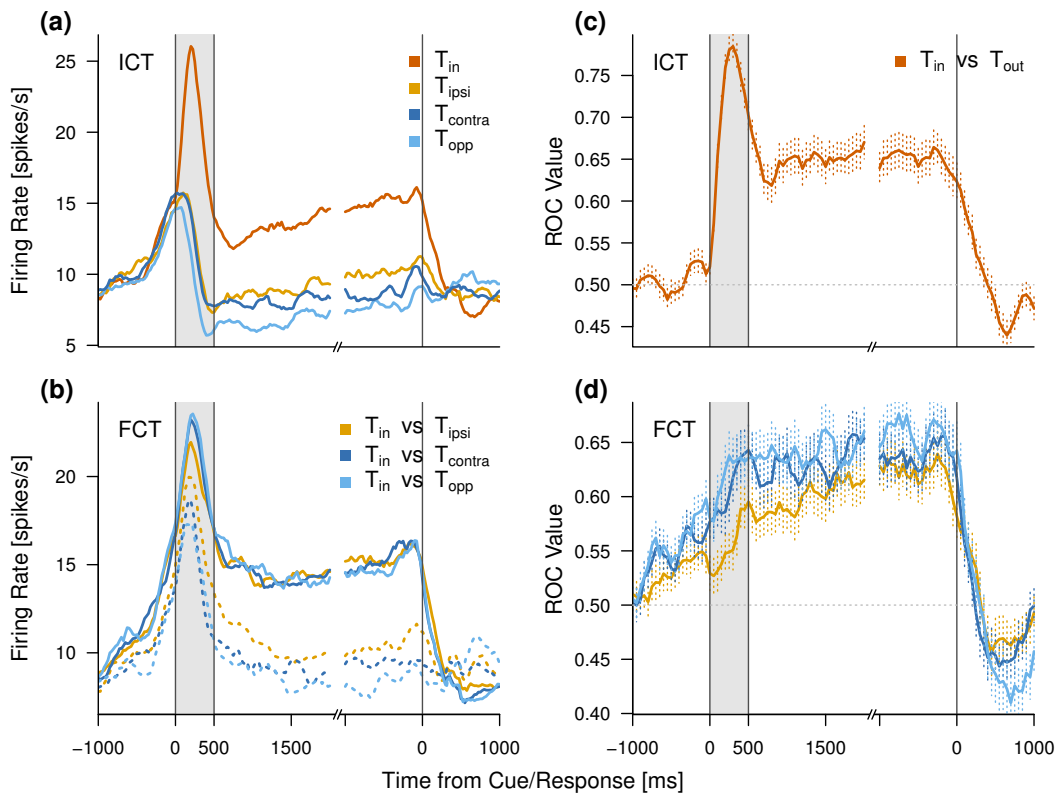 (a)
ICT
T_in
T_ipsi
T_contra
T_opp
Firing Rate [spikes/s]
25
20
15
10
5
(c)
ICT
T_in vs T_out
ROC Value
0.75
0.70
0.65
0.60
0.55
0.50
0.45
(b)
FCT
T_in vs T_ipsi
T_in vs T_contra
T_in vs T_opp
Firing Rate [spikes/s]
20
15
10
−1000 0 500 1500 0 1000
(d)
FCT
ROC Value
0.65
0.60
0.55
0.50
0.45
0.40
−1000 0 500 1500 0 1000
Time from Cue/Response [ms]